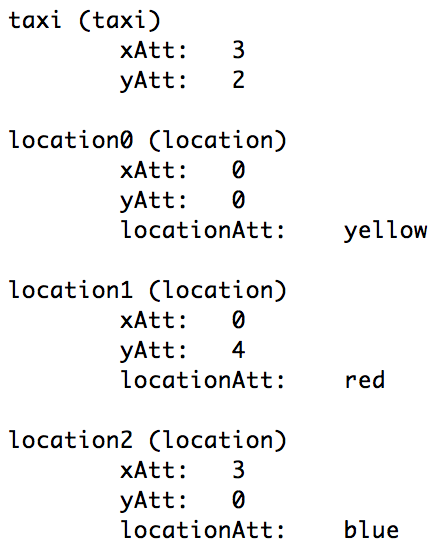 taxi (taxi)
xAtt: 3
yAtt: 2
location0 (location)
xAtt: 0
yAtt: 0
locationAtt: yellow
location1 (location)
xAtt: 0
yAtt: 4
locationAtt: red
location2 (location)
xAtt: 3
yAtt: 0
locationAtt: blue